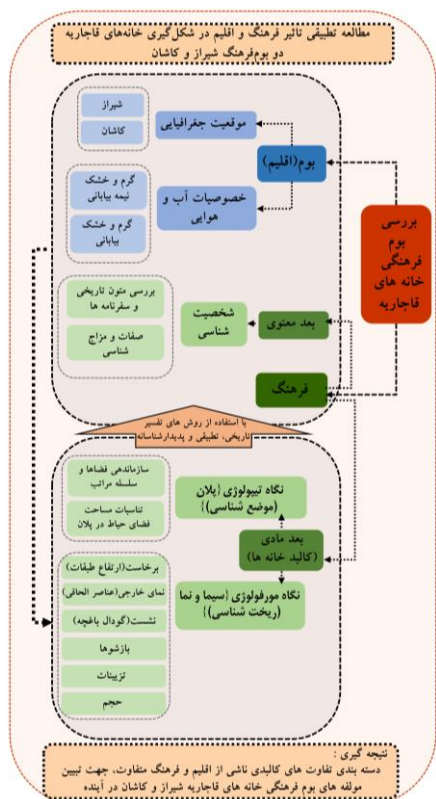 مطالعه تطبیقی تاثیر فرهنگ و اقلیم در شکل‌گیری خانه‌های قاجاریه
دو بوم‌فرهنگ شیراز و کاشان
بررسی
بوم
فرهنگی
خانه های
قاجاریه
بوم(اقلیم)
موقعیت جغرافیایی
شیراز
کاشان
خصوصیات آب و
هوایی
گرم و خشک
نیمه بیابانی
گرم و خشک
بیابانی
فرهنگ
بعد معنوی
شخصیت
شناسی
بررسی متون تاریخی
و سفرنامه ها
صفات و مزاج
شناسی
با استفاده از روش های تفسیر
تاریخی، تطبیقی و پدیدارشناسانه
بعد مادی
(کالبد خانه ها)
نگاه تیپولوژی {پلان
(موضع شناسی)}
سازماندهی فضاها و
سلسله مراتب
تناسبات مساحت
فضای حیاط در پلان
نگاه مورفولوژی {سیما و نما
(ریخت شناسی)}
برخاست(ارتفاع طبقات)
نمای خارجی(عناصر الحاقی)
نشست(گودال باغچه)
بازشوها
تزیینات
حجم
نتیجه گیری :
دسته بندی تفاوت های کالبدی ناشی از اقلیم و فرهنگ متفاوت، جهت تبیین
مولفه های بوم فرهنگی خانه های قاجاریه شیراز و کاشان در آینده